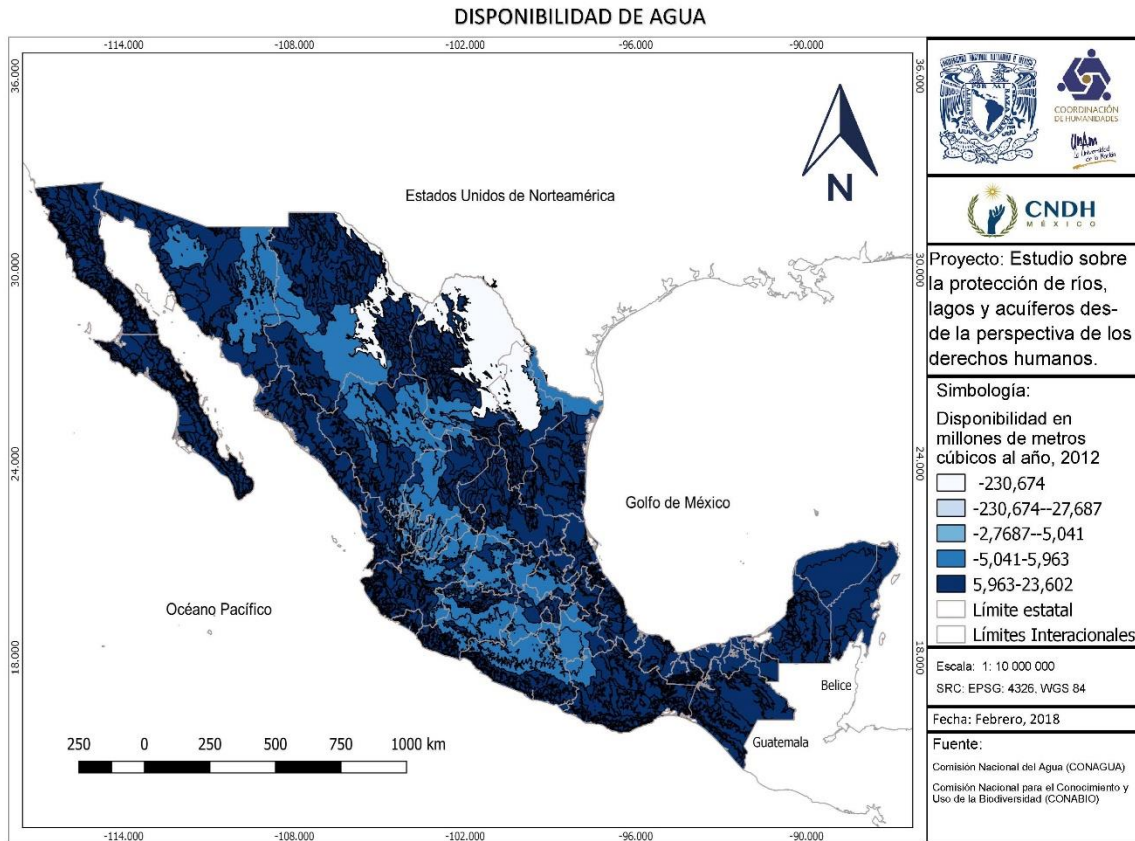 DISPONIBILIDAD DE AGUA
-114.000 -108.000 -102.000 -96.000 -90.000
36.000 36.000
30.000 30.000
24.000 24.000
18.000 18.000
N
Estados Unidos de Norteamérica
Golfo de México
Océano Pacífico
Belice
Guatemala
250 0 250 500 750 1000 km
-114.000 -108.000 -102.000 -96.000 -90.000
COORDINACIÓN
DE HUMANIDADES
UNAM
La Universidad
de la Nación
CNDH
MÉXICO
Proyecto: Estudio sobre
la protección de ríos,
lagos y acuíferos des-
de la perspectiva de los
derechos humanos.
Simbología:
Disponibilidad en
millones de metros
cúbicos al año, 2012
-230,674
-230,674--27,687
-2,7687--5,041
-5,041-5,963
5,963-23,602
Límite estatal
Límites Interacionales
Escala: 1: 10 000 000
SRC: EPSG: 4326, WGS 84
Fecha: Febrero, 2018
Fuente:
Comisión Nacional del Agua (CONAGUA)
Comisión Nacional para el Conocimiento y
Uso de la Biodiversidad (CONABIO)